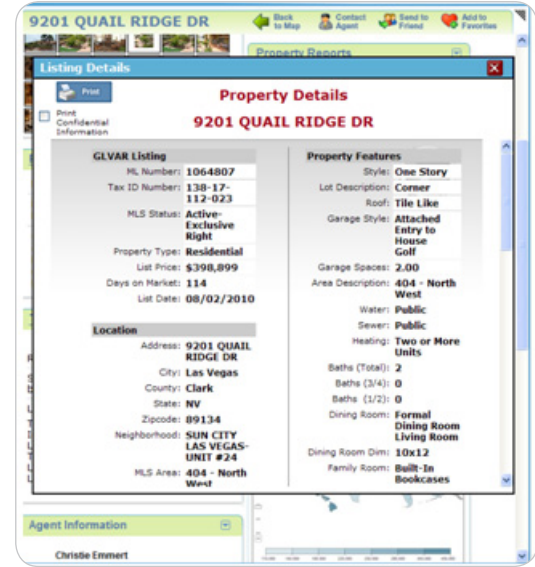 9201 QUAIL RIDGE DR
Back to Map
Contact Agent
Send to Friend
Add to Favorites
Property Reports
Listing Details
Print
Print Confidential Information
Property Details
9201 QUAIL RIDGE DR
GLVAR Listing
ML Number: 1064807
Tax ID Number: 138-17-
112-023
MLS Status: Active-
Exclusive
Right
Property Type: Residential
List Price: $398,899
Days on Market: 114
List Date: 08/02/2010
Location
Address: 9201 QUAIL
RIDGE DR
City: Las Vegas
County: Clark
State: NV
Zipcode: 89134
Neighborhood: SUN CITY
LAS VEGAS-
UNIT #24
MLS Area: 404 - North
West
Property Features
Style: One Story
Lot Description: Corner
Roof: Tile Like
Garage Style: Attached
Entry to
House
Golf
Garage Spaces: 2.00
Area Description: 404 - North
West
Water: Public
Sewer: Public
Heating: Two or More
Units
Baths (Total): 2
Baths (3/4): 0
Baths (1/2): 0
Dining Room: Formal
Dining Room
Living Room
Dining Room Dim: 10x12
Family Room: Built-In
Bookcases
Agent Information
Christie Emmert